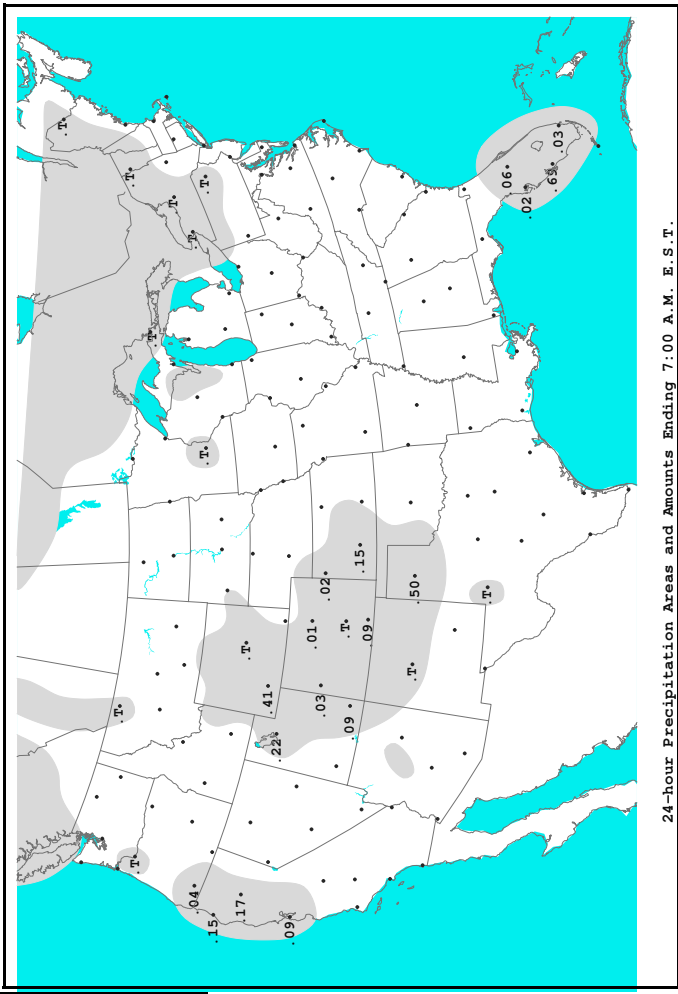 T
T
T
T
T
T
T
.04
T
T
.15
.17
T
.41
.22
.09
.01
.03
.02
T
.09
.15
.09
T
.50
T
.06
.02
.03
24-hour Precipitation Areas and Amounts Ending 7:00 A.M. E.S.T.